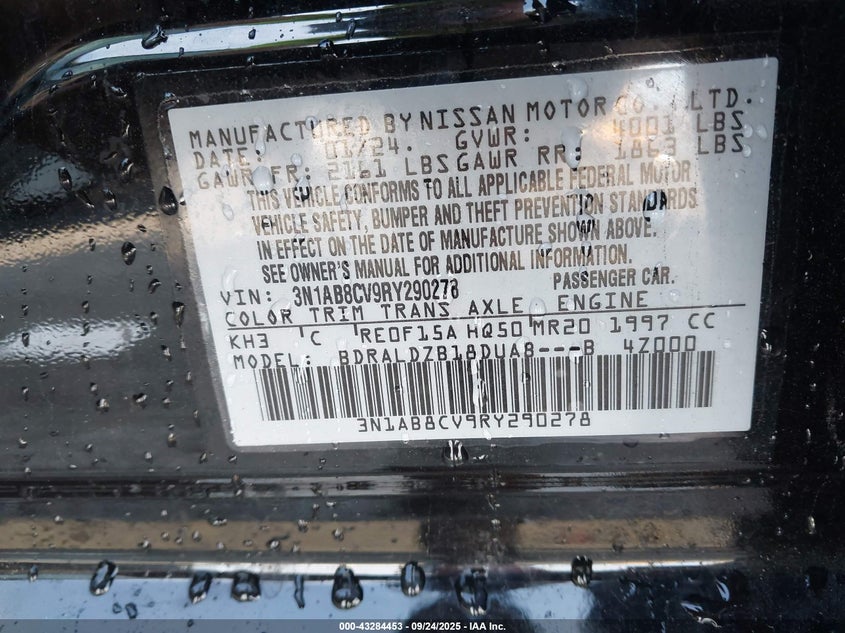 MANUFACTURED BY NISSAN MOTOR CO., LTD.
DATE: 01/24. GVWR: 4001 LBS
GAWR FR: 2161 LBS GAWR RR: 1863 LBS
THIS VEHICLE CONFORMS TO ALL APPLICABLE FEDERAL MOTOR
VEHICLE SAFETY, BUMPER AND THEFT PREVENTION STANDARDS
IN EFFECT ON THE DATE OF MANUFACTURE SHOWN ABOVE.
SEE OWNER'S MANUAL FOR ADDITIONAL INFORMATION.
VIN: 3N1AB8CV9RY290278 PASSENGER CAR.
COLOR TRIM TRANS AXLE ENGINE
KH3 C RE0F15A HQ50 MR20 1997 CC
MODEL: BDRALDZB18DUA8---B 4Z000
3N1AB8CV9RY290278
000-43284453 - 09/24/2025 - IAA Inc.